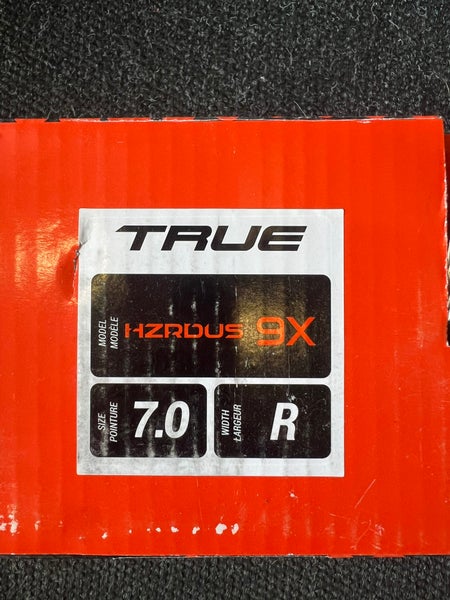 TRUE
MODEL
MODÈLE
HZRDUS 9X
SIZE
POINTURE
7.0
WIDTH
LARGEUR
R